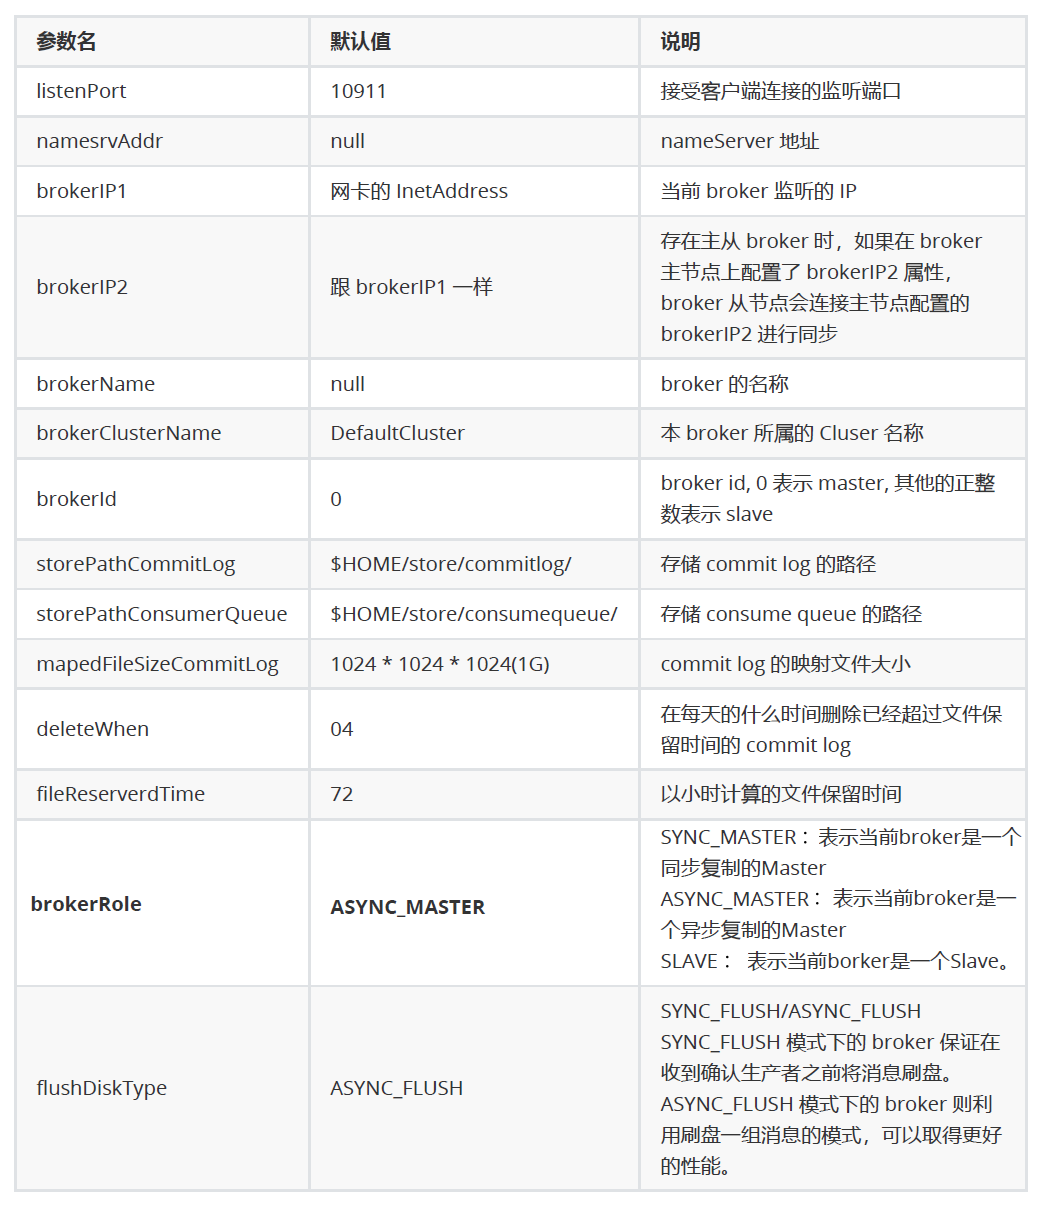 参数名 默认值 说明
listenPort 10911 接受客户端连接的监听端口
namesrvAddr null nameServer 地址
brokerIP1 网卡的 InetAddress 当前 broker 监听的 IP
brokerIP2 跟 brokerIP1 一样 存在主从 broker 时，如果在 broker
主节点上配置了 brokerIP2 属性，
broker 从节点会连接主节点配置的
brokerIP2 进行同步
brokerName null broker 的名称
brokerClusterName DefaultCluster 本 broker 所属的 Cluser 名称
brokerId 0 broker id, 0 表示 master, 其他的正整
数表示 slave
storePathCommitLog $HOME/store/commitlog/ 存储 commit log 的路径
storePathConsumerQueue $HOME/store/consumequeue/ 存储 consume queue 的路径
mapedFileSizeCommitLog 1024 * 1024 * 1024(1G) commit log 的映射文件大小
deleteWhen 04 在每天的什么时间删除已经超过文件保
留时间的 commit log
fileReserverdTime 72 以小时计算的文件保留时间
brokerRole ASYNC_MASTER SYNC_MASTER：表示当前broker是一个
同步复制的Master
ASYNC_MASTER： 表示当前broker是一
个异步复制的Master
SLAVE： 表示当前borker是一个Slave。
flushDiskType ASYNC_FLUSH SYNC_FLUSH/ASYNC_FLUSH
SYNC_FLUSH 模式下的 broker 保证在
收到确认生产者之前将消息刷盘。
ASYNC_FLUSH 模式下的 broker 则利
用刷盘一组消息的模式，可以取得更好
的性能。